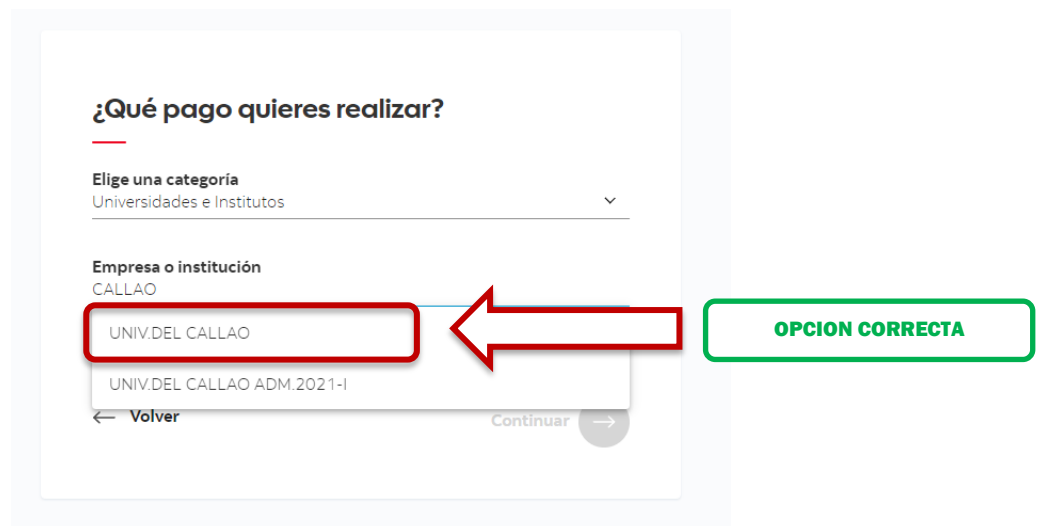 ¿Qué pago quieres realizar?
Elige una categoría
Universidades e Institutos
Empresa o institución
CALLAO
UNIV.DEL CALLAO
OPCION CORRECTA
UNIV.DEL CALLAO ADM.2021-I
Volver
Continuar